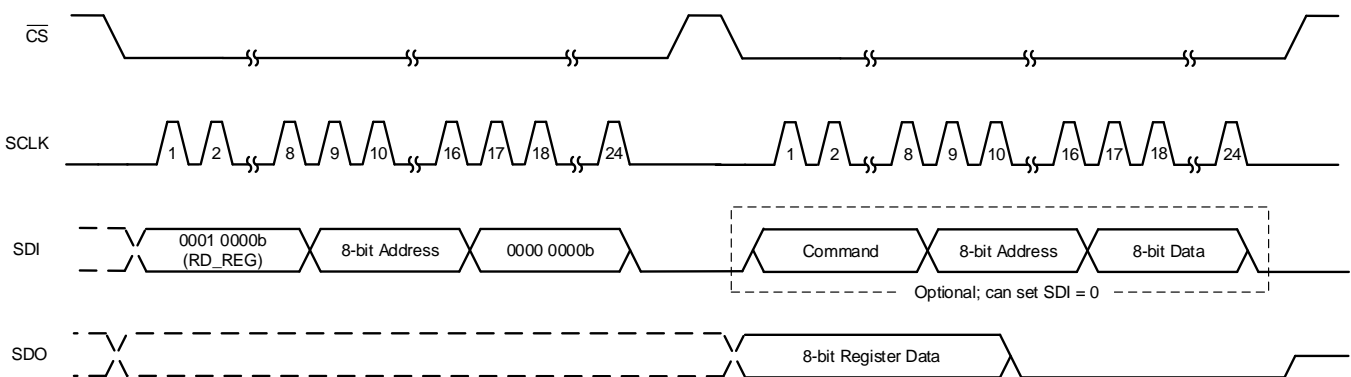 CS
SCLK
1 2 8 9 10 16 17 18 24 1 2 8 9 10 16 17 18 24
SDI
0001 0000b
(RD_REG)
8-bit Address
0000 0000b
Command
8-bit Address
8-bit Data
Optional; can set SDI = 0
SDO
8-bit Register Data